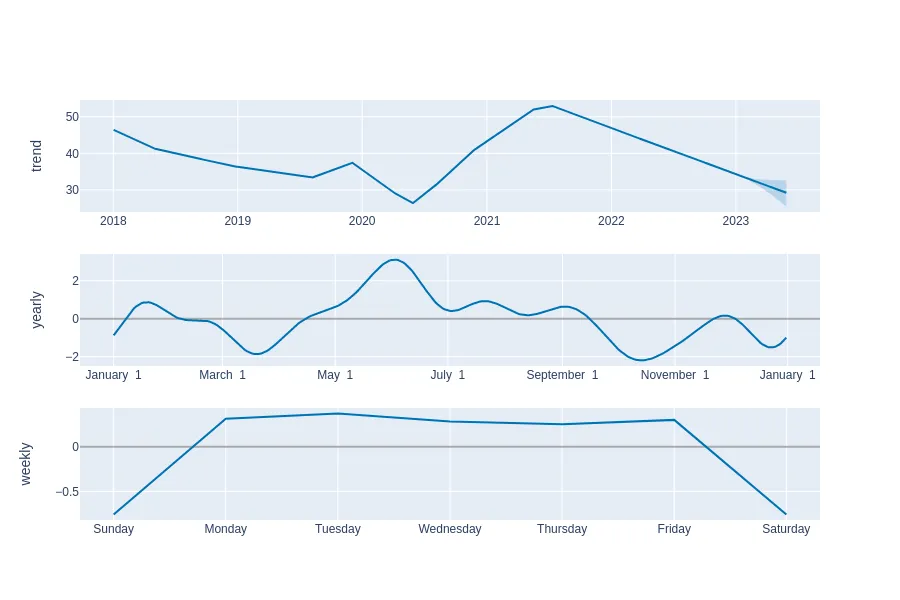 trend
50
40
30
2018 2019 2020 2021 2022 2023
yearly
2
0
−2
January 1 March 1 May 1 July 1 September 1 November 1 January 1
weekly
0
−0.5
Sunday Monday Tuesday Wednesday Thursday Friday Saturday